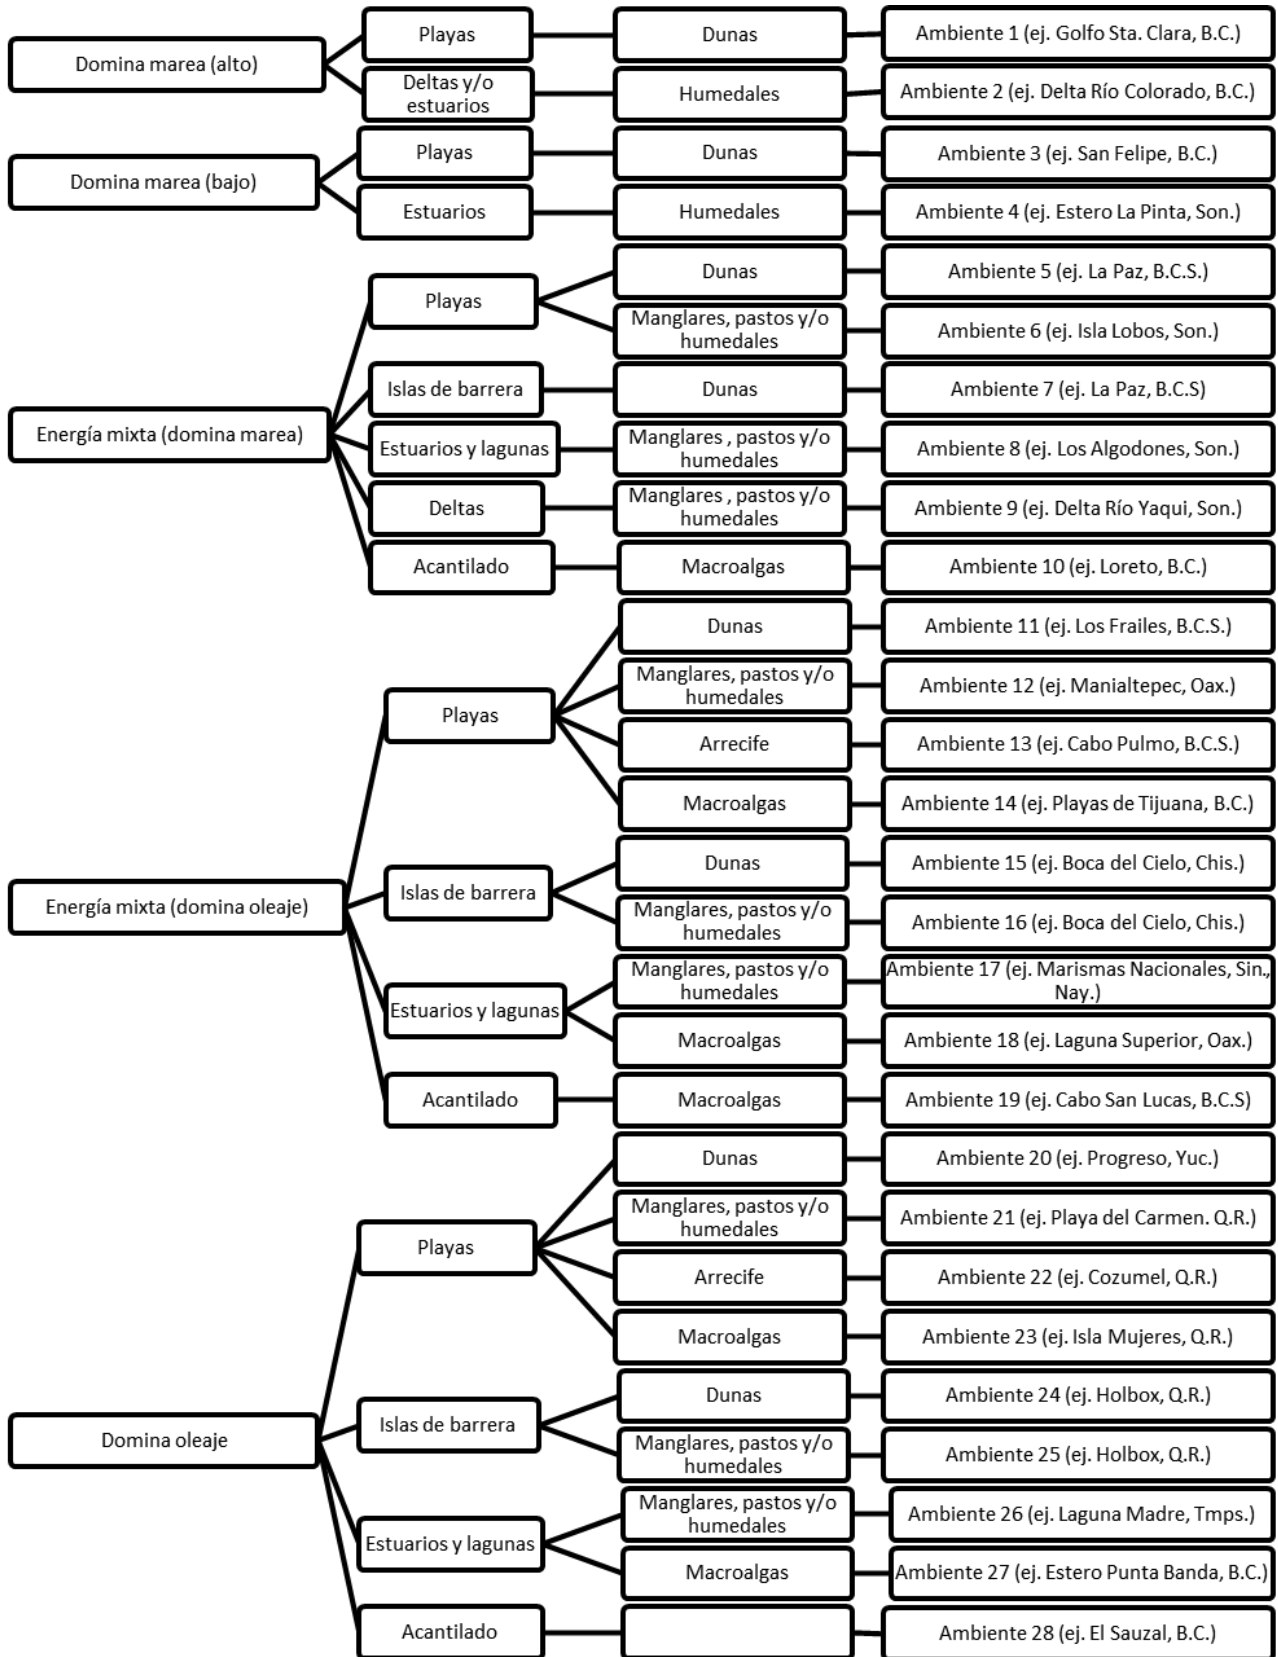 Domina marea (alto)
Playas
Dunas
Ambiente 1 (ej. Golfo Sta. Clara, B.C.)
Deltas y/o
estuarios
Humedales
Ambiente 2 (ej. Delta Río Colorado, B.C.)
Domina marea (bajo)
Playas
Dunas
Ambiente 3 (ej. San Felipe, B.C.)
Estuarios
Humedales
Ambiente 4 (ej. Estero La Pinta, Son.)
Energía mixta (domina marea)
Playas
Dunas
Ambiente 5 (ej. La Paz, B.C.S.)
Manglares, pastos y/o
humedales
Ambiente 6 (ej. Isla Lobos, Son.)
Islas de barrera
Dunas
Ambiente 7 (ej. La Paz, B.C.S)
Estuarios y lagunas
Manglares , pastos y/o
humedales
Ambiente 8 (ej. Los Algodones, Son.)
Deltas
Manglares , pastos y/o
humedales
Ambiente 9 (ej. Delta Río Yaqui, Son.)
Acantilado
Macroalgas
Ambiente 10 (ej. Loreto, B.C.)
Energía mixta (domina oleaje)
Playas
Dunas
Ambiente 11 (ej. Los Frailes, B.C.S.)
Manglares, pastos y/o
humedales
Ambiente 12 (ej. Manialtepec, Oax.)
Arrecife
Ambiente 13 (ej. Cabo Pulmo, B.C.S.)
Macroalgas
Ambiente 14 (ej. Playas de Tijuana, B.C.)
Islas de barrera
Dunas
Ambiente 15 (ej. Boca del Cielo, Chis.)
Manglares, pastos y/o
humedales
Ambiente 16 (ej. Boca del Cielo, Chis.)
Estuarios y lagunas
Manglares, pastos y/o
humedales
Ambiente 17 (ej. Marismas Nacionales, Sin.,
Nay.)
Macroalgas
Ambiente 18 (ej. Laguna Superior, Oax.)
Acantilado
Macroalgas
Ambiente 19 (ej. Cabo San Lucas, B.C.S)
Domina oleaje
Playas
Dunas
Ambiente 20 (ej. Progreso, Yuc.)
Manglares, pastos y/o
humedales
Ambiente 21 (ej. Playa del Carmen. Q.R.)
Arrecife
Ambiente 22 (ej. Cozumel, Q.R.)
Macroalgas
Ambiente 23 (ej. Isla Mujeres, Q.R.)
Islas de barrera
Dunas
Ambiente 24 (ej. Holbox, Q.R.)
Manglares, pastos y/o
humedales
Ambiente 25 (ej. Holbox, Q.R.)
Estuarios y lagunas
Manglares, pastos y/o
humedales
Ambiente 26 (ej. Laguna Madre, Tmps.)
Macroalgas
Ambiente 27 (ej. Estero Punta Banda, B.C.)
Acantilado
Ambiente 28 (ej. El Sauzal, B.C.)